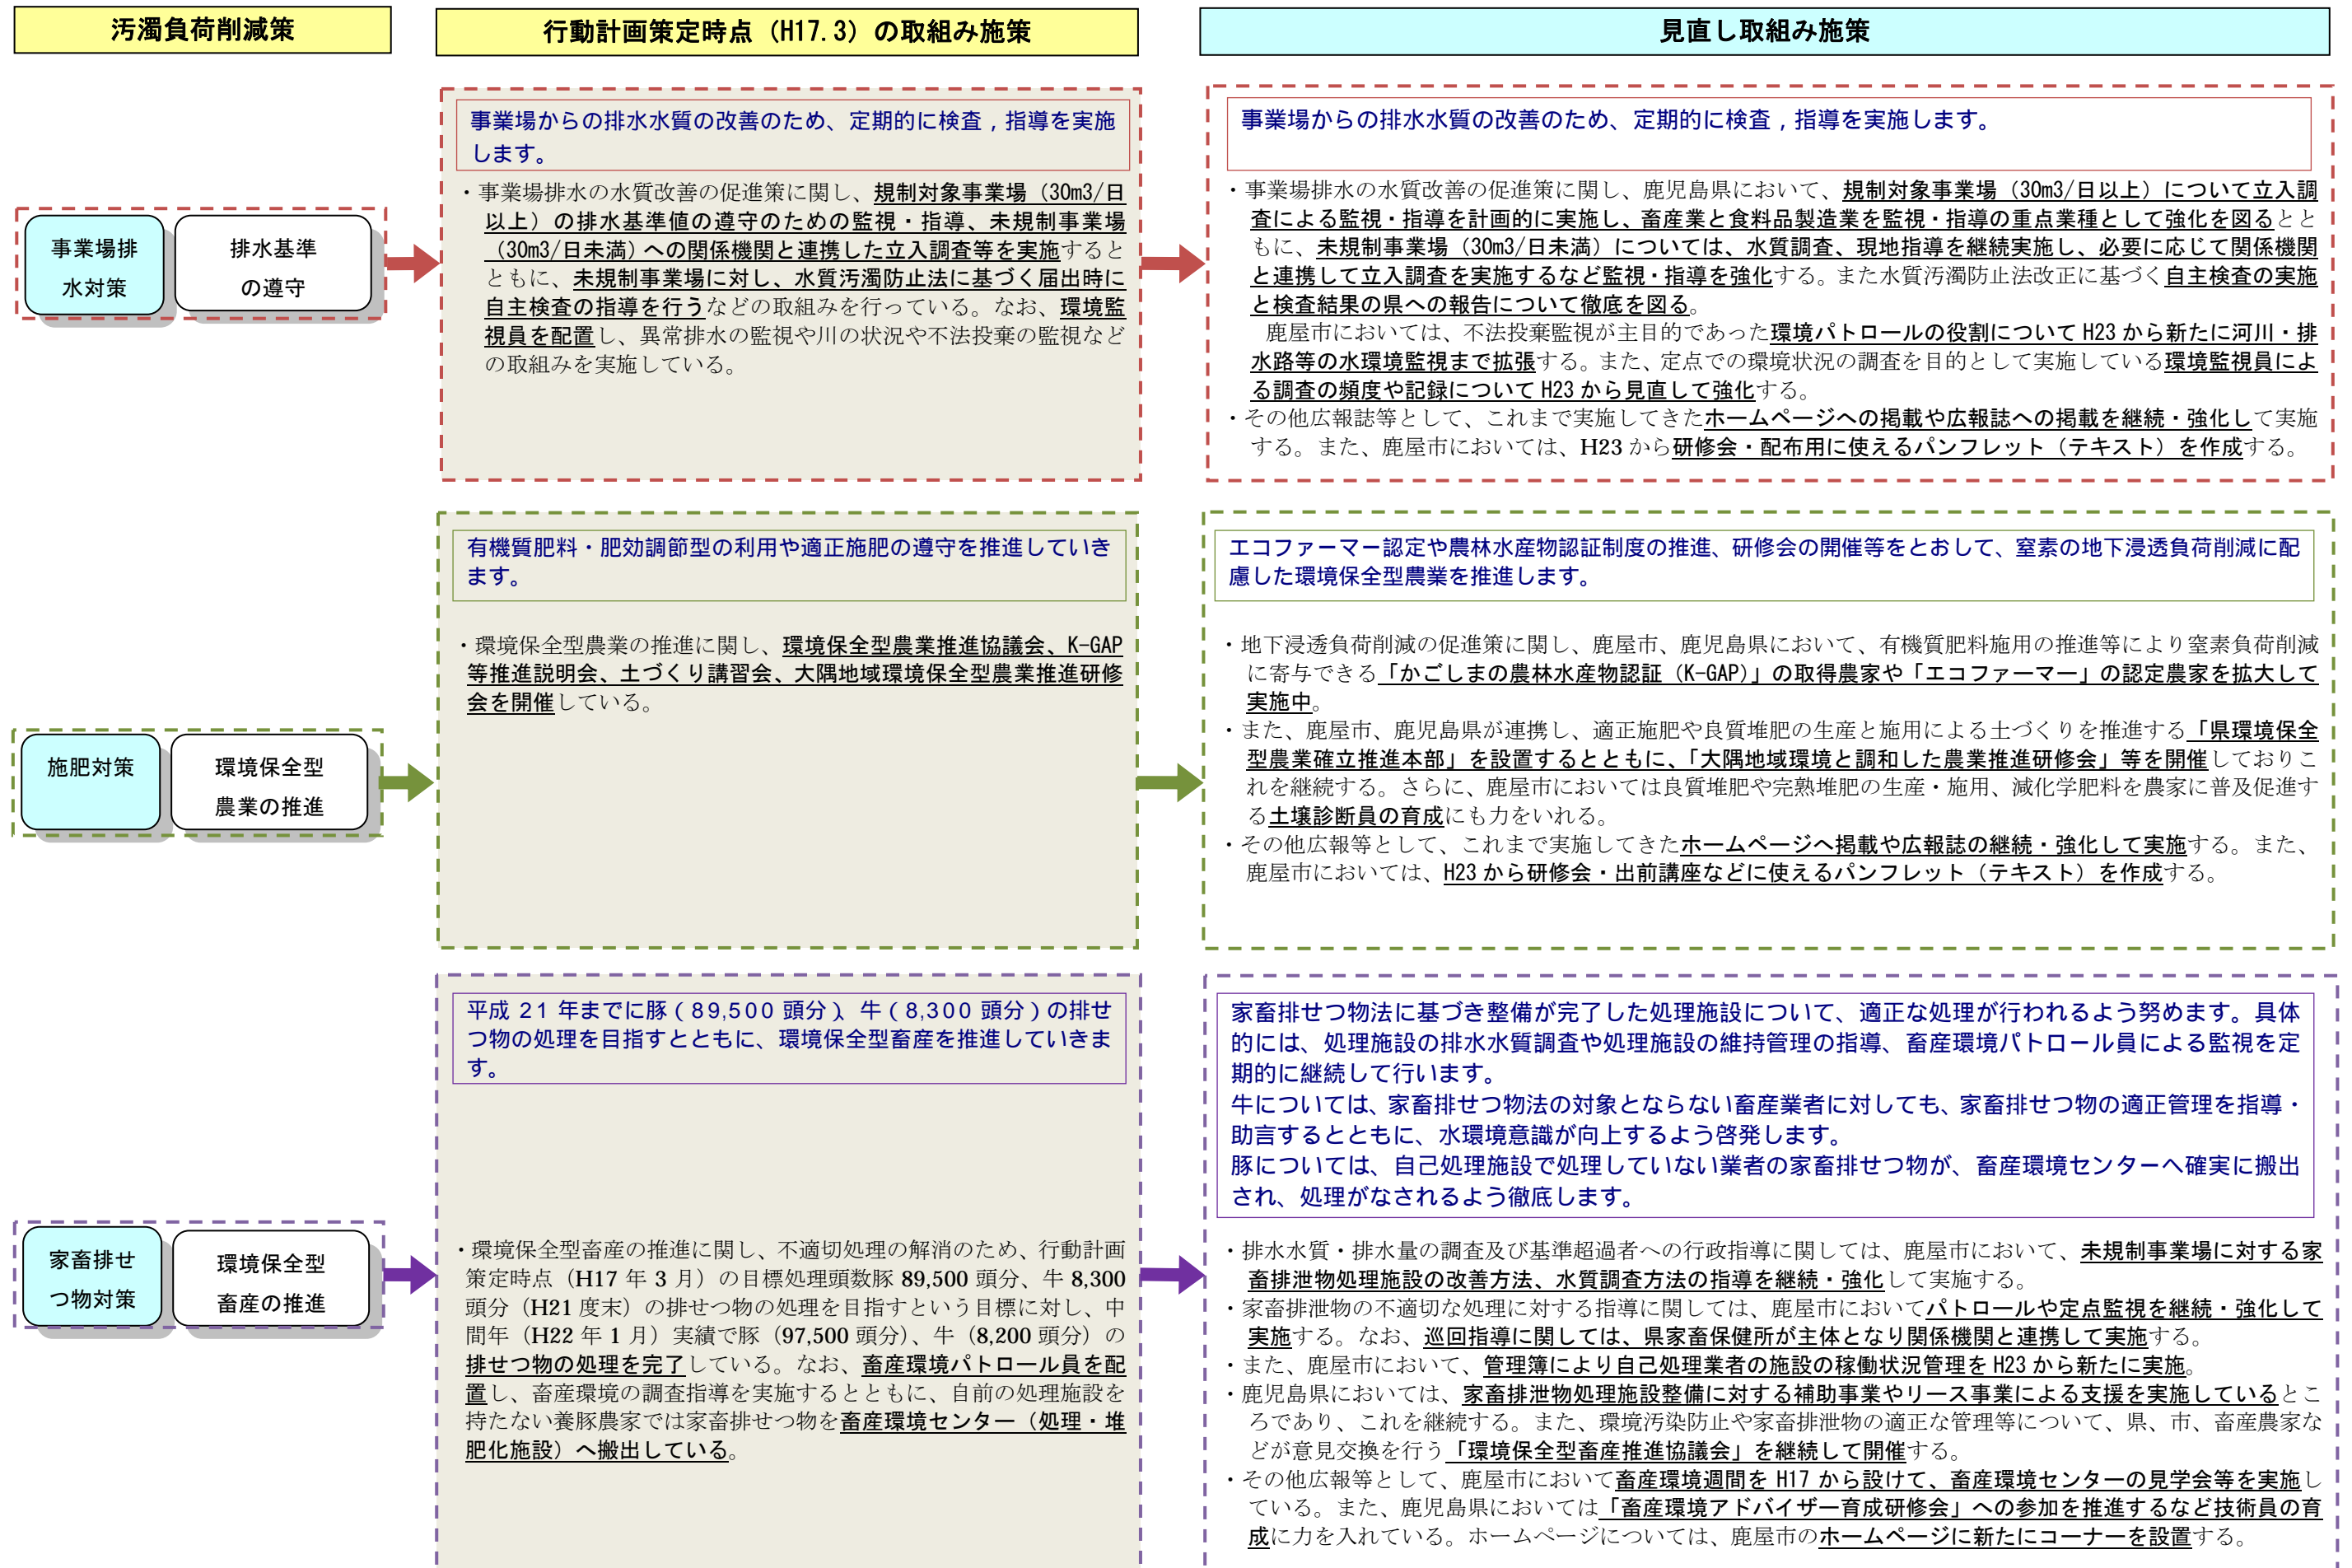 汚濁負荷削減策
行動計画策定時点（H17.3）の取組み施策
見直し取組み施策
事業場排
水対策
排水基準
の遵守
事業場からの排水水質の改善のため、定期的に検査，指導を実施
します。
・事業場排水の水質改善の促進策に関し、規制対象事業場（30m3/日
以上）の排水基準値の遵守のための監視・指導、未規制事業場
（30m3/日未満）への関係機関と連携した立入調査等を実施すると
ともに、未規制事業場に対し、水質汚濁防止法に基づく届出時に
自主検査の指導を行うなどの取組みを行っている。なお、環境監
視員を配置し、異常排水の監視や川の状況や不法投棄の監視など
の取組みを実施している。
事業場からの排水水質の改善のため、定期的に検査，指導を実施します。
・事業場排水の水質改善の促進策に関し、鹿児島県において、規制対象事業場（30m3/日以上）について立入調
査による監視・指導を計画的に実施し、畜産業と食料品製造業を監視・指導の重点業種として強化を図るとと
もに、未規制事業場（30m3/日未満）については、水質調査、現地指導を継続実施し、必要に応じて関係機関
と連携して立入調査を実施するなど監視・指導を強化する。また水質汚濁防止法改正に基づく自主検査の実施
と検査結果の県への報告について徹底を図る。
鹿屋市においては、不法投棄監視が主目的であった環境パトロールの役割について H23 から新たに河川・排
水路等の水環境監視まで拡張する。また、定点での環境状況の調査を目的として実施している環境監視員によ
る調査の頻度や記録について H23 から見直して強化する。
・その他広報誌等として、これまで実施してきたホームページへの掲載や広報誌への掲載を継続・強化して実施
する。また、鹿屋市においては、H23 から研修会・配布用に使えるパンフレット（テキスト）を作成する。
施肥対策
環境保全型
農業の推進
有機質肥料・肥効調節型の利用や適正施肥の遵守を推進していき
ます。
・環境保全型農業の推進に関し、環境保全型農業推進協議会、K-GAP
等推進説明会、土づくり講習会、大隅地域環境保全型農業推進研修
会を開催している。
エコファーマー認定や農林水産物認証制度の推進、研修会の開催等をとおして、窒素の地下浸透負荷削減に配
慮した環境保全型農業を推進します。
・地下浸透負荷削減の促進策に関し、鹿屋市、鹿児島県において、有機質肥料施用の推進等により窒素負荷削減
に寄与できる「かごしまの農林水産物認証（K-GAP）」の取得農家や「エコファーマー」の認定農家を拡大して
実施中。
・また、鹿屋市、鹿児島県が連携し、適正施肥や良質堆肥の生産と施用による土づくりを推進する「県環境保全
型農業確立推進本部」を設置するとともに、「大隅地域環境と調和した農業推進研修会」等を開催しておりこ
れを継続する。さらに、鹿屋市においては良質堆肥や完熟堆肥の生産・施用、減化学肥料を農家に普及促進す
る土壌診断員の育成にも力をいれる。
・その他広報等として、これまで実施してきたホームページへ掲載や広報誌の継続・強化して実施する。また、
鹿屋市においては、H23 から研修会・出前講座などに使えるパンフレット（テキスト）を作成する。
家畜排せ
つ物対策
環境保全型
畜産の推進
平成 21 年までに豚（89,500 頭分）、牛（8,300 頭分）の排せ
つ物の処理を目指すとともに、環境保全型畜産を推進していきま
す。
・環境保全型畜産の推進に関し、不適切処理の解消のため、行動計画
策定時点（H17 年 3 月）の目標処理頭数豚 89,500 頭分、牛 8,300
頭分（H21 度末）の排せつ物の処理を目指すという目標に対し、中
間年（H22 年 1 月）実績で豚（97,500 頭分）、牛（8,200 頭分）の
排せつ物の処理を完了している。なお、畜産環境パトロール員を配
置し、畜産環境の調査指導を実施するとともに、自前の処理施設を
持たない養豚農家では家畜排せつ物を畜産環境センター（処理・堆
肥化施設）へ搬出している。
家畜排せつ物法に基づき整備が完了した処理施設について、適正な処理が行われるよう努めます。具体
的には、処理施設の排水水質調査や処理施設の維持管理の指導、畜産環境パトロール員による監視を定
期的に継続して行います。
牛については、家畜排せつ物法の対象とならない畜産業者に対しても、家畜排せつ物の適正管理を指導・
助言するとともに、水環境意識が向上するよう啓発します。
豚については、自己処理施設で処理していない業者の家畜排せつ物が、畜産環境センターへ確実に搬出
され、処理がなされるよう徹底します。
・排水水質・排水量の調査及び基準超過者への行政指導に関しては、鹿屋市において、未規制事業場に対する家
畜排泄物処理施設の改善方法、水質調査方法の指導を継続・強化して実施する。
・家畜排泄物の不適切な処理に対する指導に関しては、鹿屋市においてパトロールや定点監視を継続・強化して
実施する。なお、巡回指導に関しては、県家畜保健所が主体となり関係機関と連携して実施する。
・また、鹿屋市において、管理簿により自己処理業者の施設の稼働状況管理を H23 から新たに実施。
・鹿児島県においては、家畜排泄物処理施設整備に対する補助事業やリース事業による支援を実施しているとこ
ろであり、これを継続する。また、環境汚染防止や家畜排泄物の適正な管理等について、県、市、畜産農家な
どが意見交換を行う「環境保全型畜産推進協議会」を継続して開催する。
・その他広報等として、鹿屋市において畜産環境週間を H17 から設けて、畜産環境センターの見学会等を実施し
ている。また、鹿児島県においては「畜産環境アドバイザー育成研修会」への参加を推進するなど技術員の育
成に力を入れている。ホームページについては、鹿屋市のホームページに新たにコーナーを設置する。